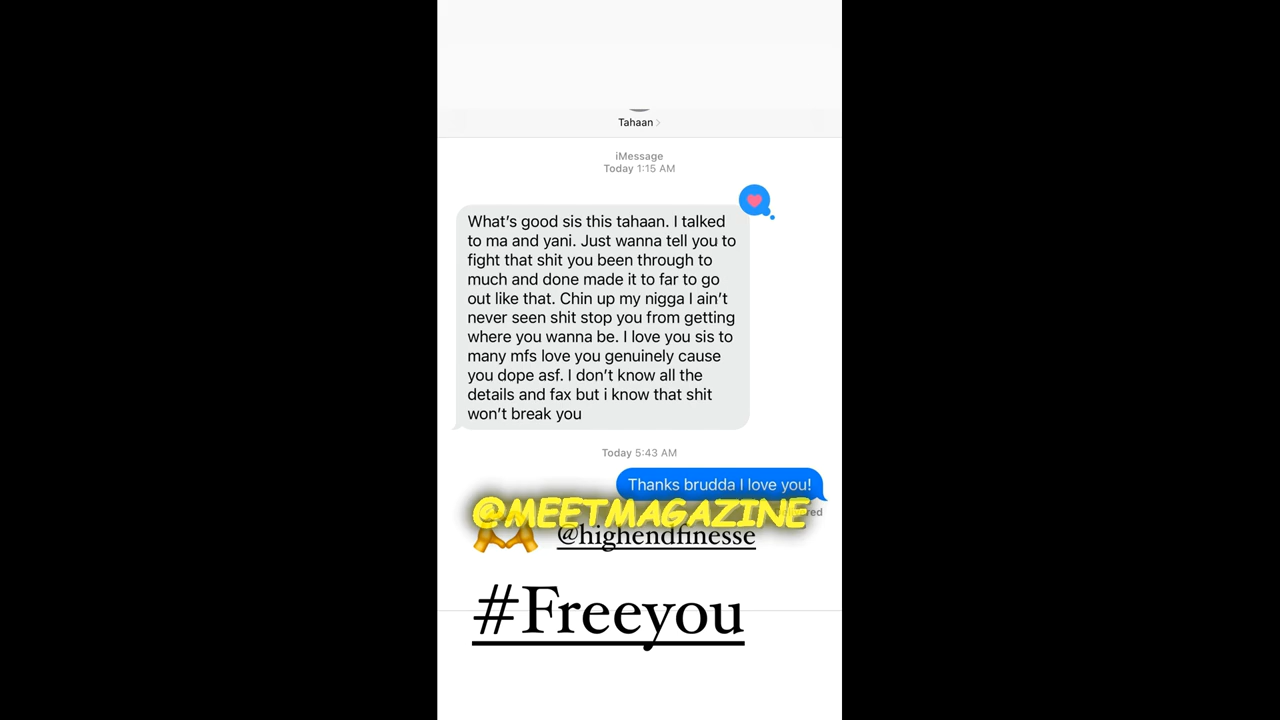 Tahaan
iMessage
Today 1:15 AM
What's good sis this tahaan. I talked
to ma and yani. Just wanna tell you to
fight that shit you been through to
much and done made it to far to go
out like that. Chin up my nigga I ain't
never seen shit stop you from getting
where you wanna be. I love you sis to
many mfs love you genuinely cause
you dope asf. I don't know all the
details and fax but i know that shit
won't break you
Today 5:43 AM
Thanks brudda I love you!
@MEETMAGAZINE
@highendfinesse
#Freeyou